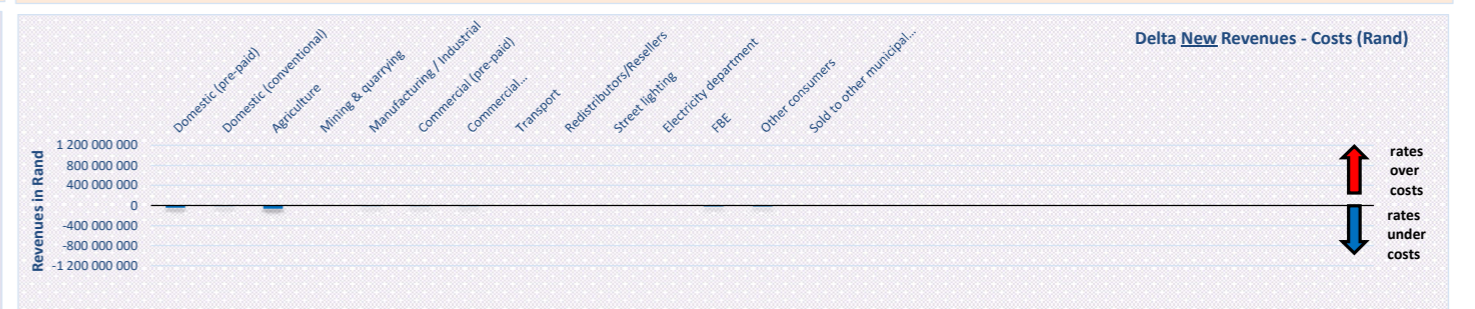 Delta New Revenues - Costs (Rand)
Domestic (pre-paid)
Domestic (conventional)
Agriculture
Mining & quarrying
Manufacturing / Industrial
Commercial (pre-paid)
Commercial...
Transport
Redistributors/Resellers
Street lighting
Electricity department
FBE
Other consumers
Sold to other municipal...
Revenues in Rand
1 200 000 000
800 000 000
400 000 000
0
-400 000 000
-800 000 000
-1 200 000 000
rates
over
costs
rates
under
costs